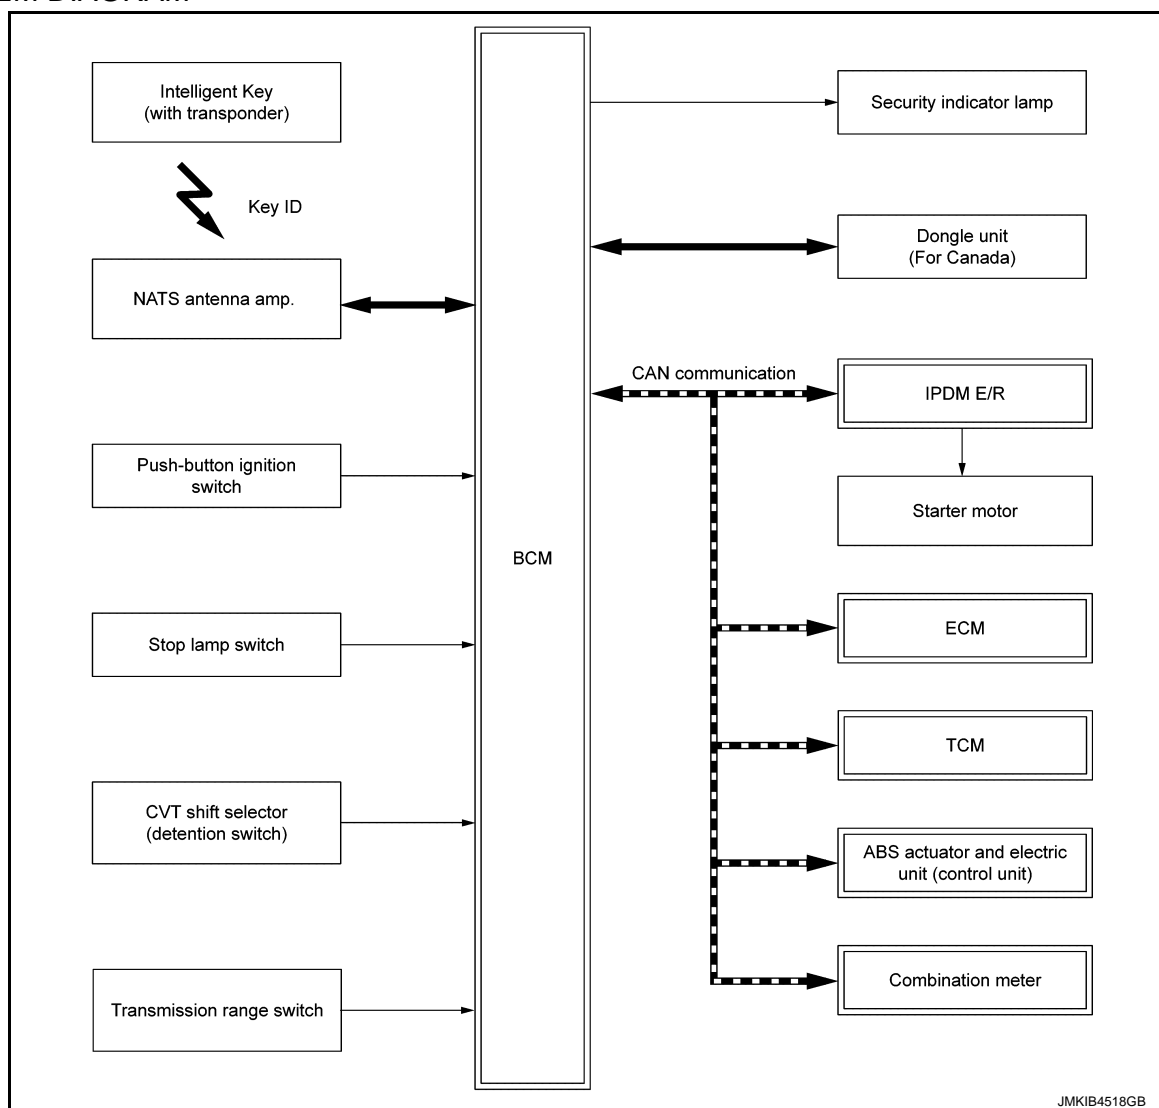 Intelligent Key
(with transponder)
Key ID
NATS antenna amp.
Push-button ignition
switch
Stop lamp switch
CVT shift selector
(detention switch)
Transmission range switch
BCM
Security indicator lamp
Dongle unit
(For Canada)
CAN communication
IPDM E/R
Starter motor
ECM
TCM
ABS actuator and electric
unit (control unit)
Combination meter
JMKIB4518GB